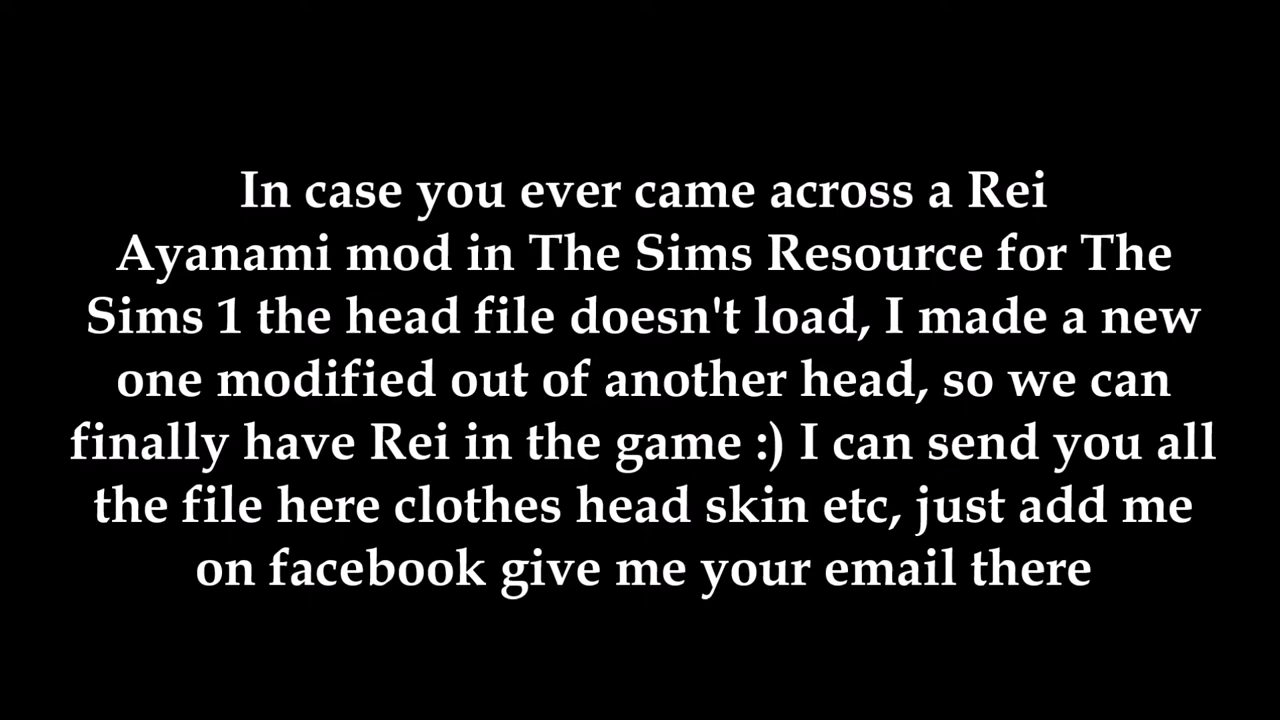 In case you ever came across a Rei
Ayanami mod in The Sims Resource for The
Sims 1 the head file doesn't load, I made a new
one modified out of another head, so we can
finally have Rei in the game :) I can send you all
the file here clothes head skin etc, just add me
on facebook give me your email there